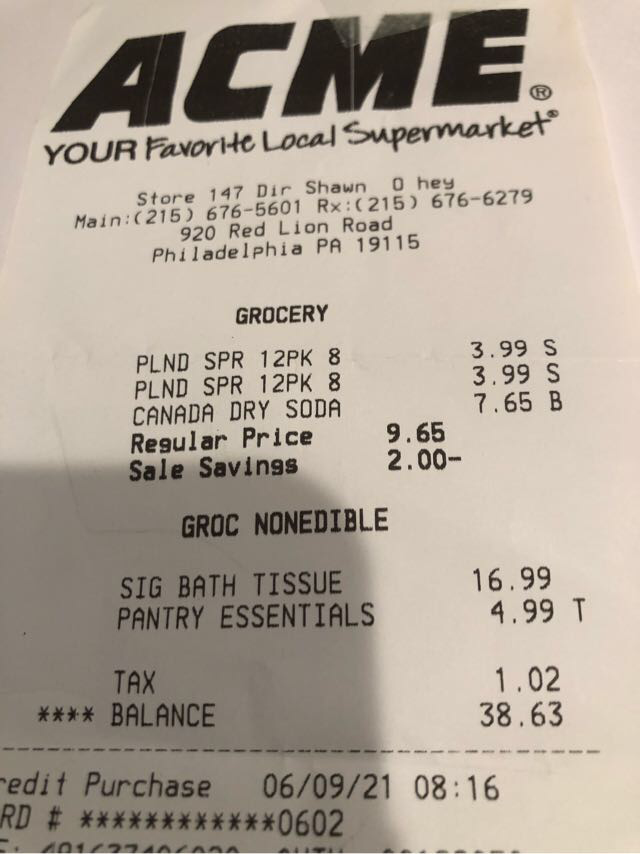 ACME®
YOUR Favorite Local Supermarket®
Store 147 Dir Shawn O hey
Main:(215) 676-5601 Rx:(215) 676-6279
920 Red Lion Road
Philadelphia PA 19115
GROCERY
PLND SPR 12PK 8 3.99 S
PLND SPR 12PK 8 3.99 S
CANADA DRY SODA 7.65 B
Regular Price 9.65
Sale Savings 2.00-
GROC NONEDIBLE
SIG BATH TISSUE 16.99
PANTRY ESSENTIALS 4.99 T
TAX 1.02
**** BALANCE 38.63
redit Purchase 06/09/21 08:16
RD # ************0602